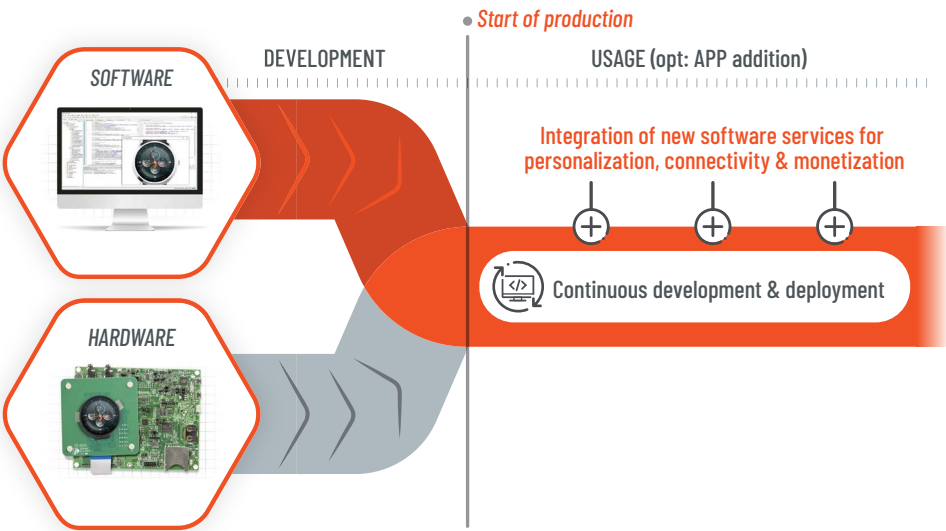 Start of production
DEVELOPMENT
USAGE (opt: APP addition)
SOFTWARE
Integration of new software services for
personalization, connectivity & monetization
</>
Continuous development & deployment
HARDWARE